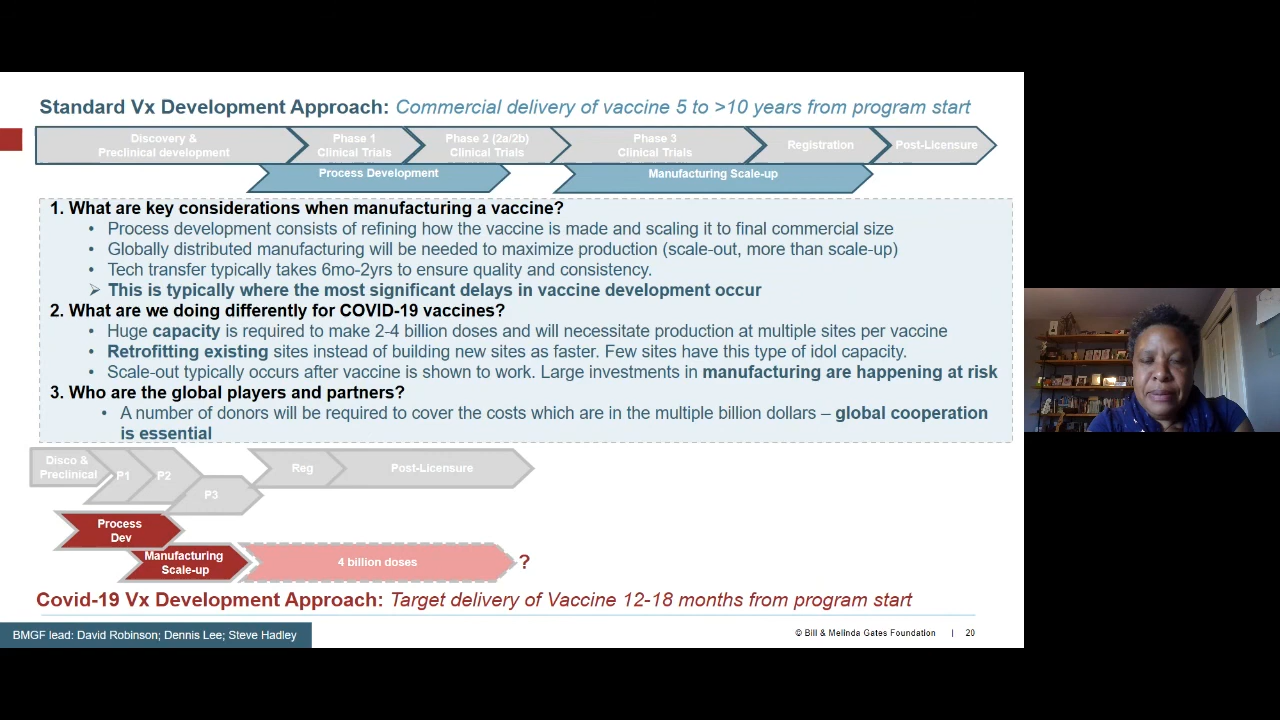 Standard Vx Development Approach: Commercial delivery of vaccine 5 to >10 years from program start
Discovery &
Preclinical development
Phase 1
Clinical Trials
Phase 2 (2a/2b)
Clinical Trials
Phase 3
Clinical Trials
Registration
Post-Licensure
Process Development
Manufacturing Scale-up
1. What are key considerations when manufacturing a vaccine?
• Process development consists of refining how the vaccine is made and scaling it to final commercial size
• Globally distributed manufacturing will be needed to maximize production (scale-out, more than scale-up)
• Tech transfer typically takes 6mo-2yrs to ensure quality and consistency.
➢ This is typically where the most significant delays in vaccine development occur
2. What are we doing differently for COVID-19 vaccines?
• Huge capacity is required to make 2-4 billion doses and will necessitate production at multiple sites per vaccine
• Retrofitting existing sites instead of building new sites as faster. Few sites have this type of idol capacity.
• Scale-out typically occurs after vaccine is shown to work. Large investments in manufacturing are happening at risk
3. Who are the global players and partners?
• A number of donors will be required to cover the costs which are in the multiple billion dollars – global cooperation
is essential
Disco &
Preclinical
P1
P2
P3
Reg
Post-Licensure
Process
Dev
Manufacturing
Scale-up
4 billion doses
?
Covid-19 Vx Development Approach: Target delivery of Vaccine 12-18 months from program start
BMGF lead: David Robinson; Dennis Lee; Steve Hadley
© Bill & Melinda Gates Foundation | 20